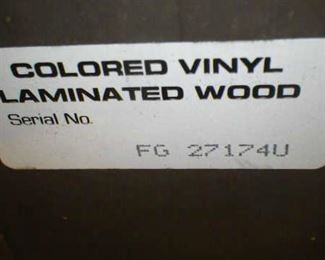 COLORED VINYL
LAMINATED WOOD
Serial No.
FG 27174U